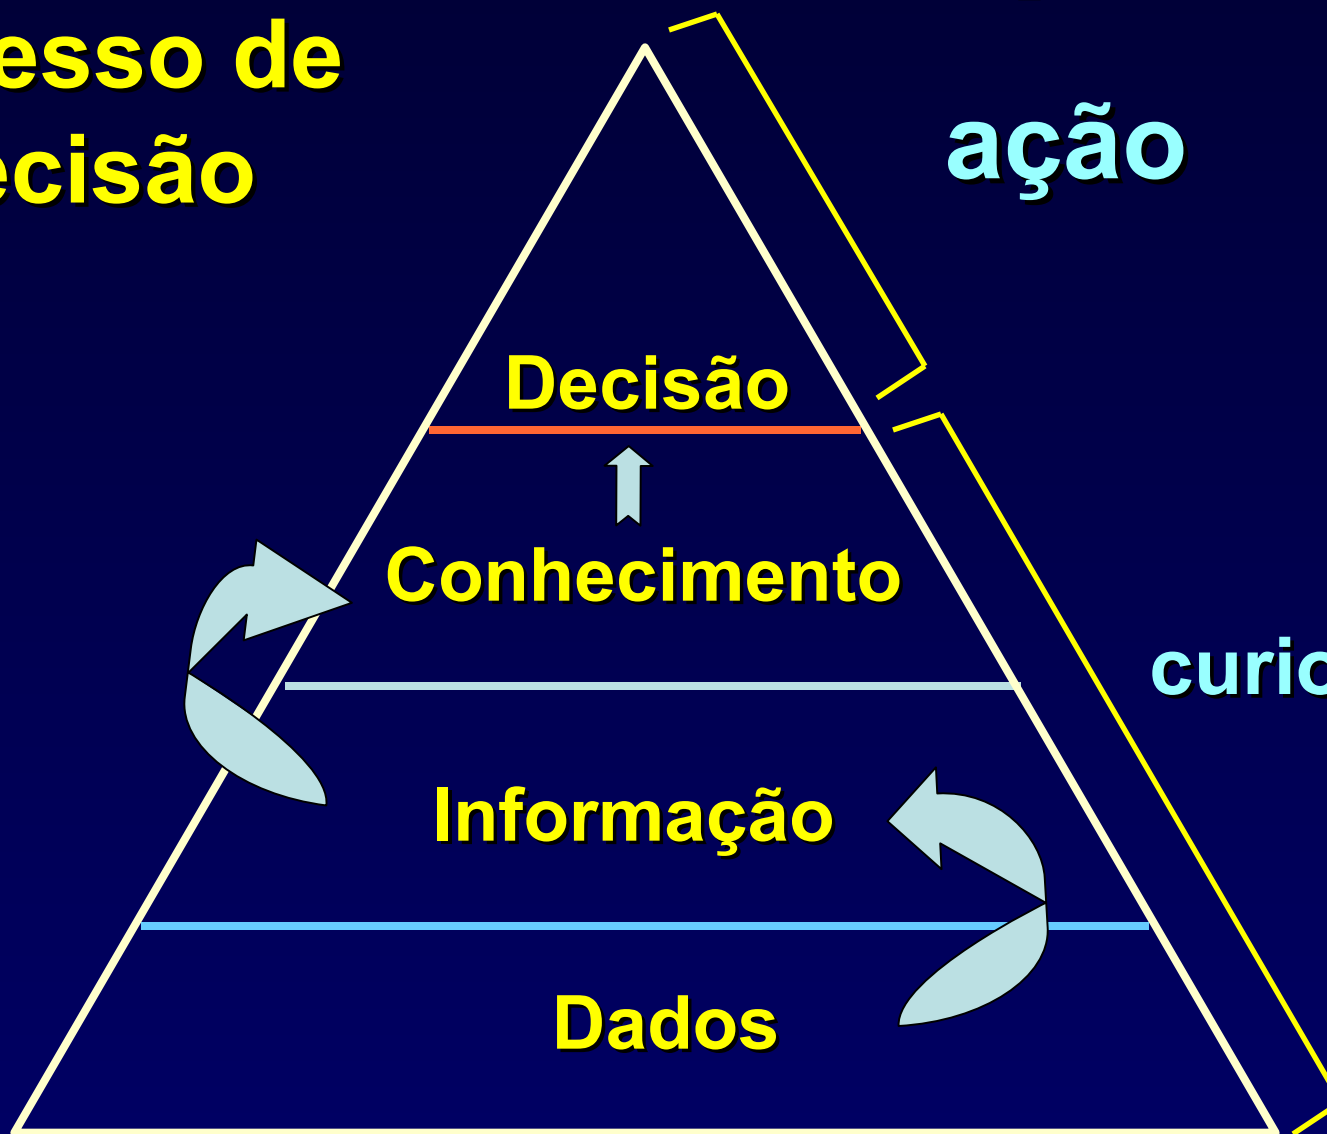 esso de
ecisão
ação
Decisão
Conhecimento
curio
Informação
Dados